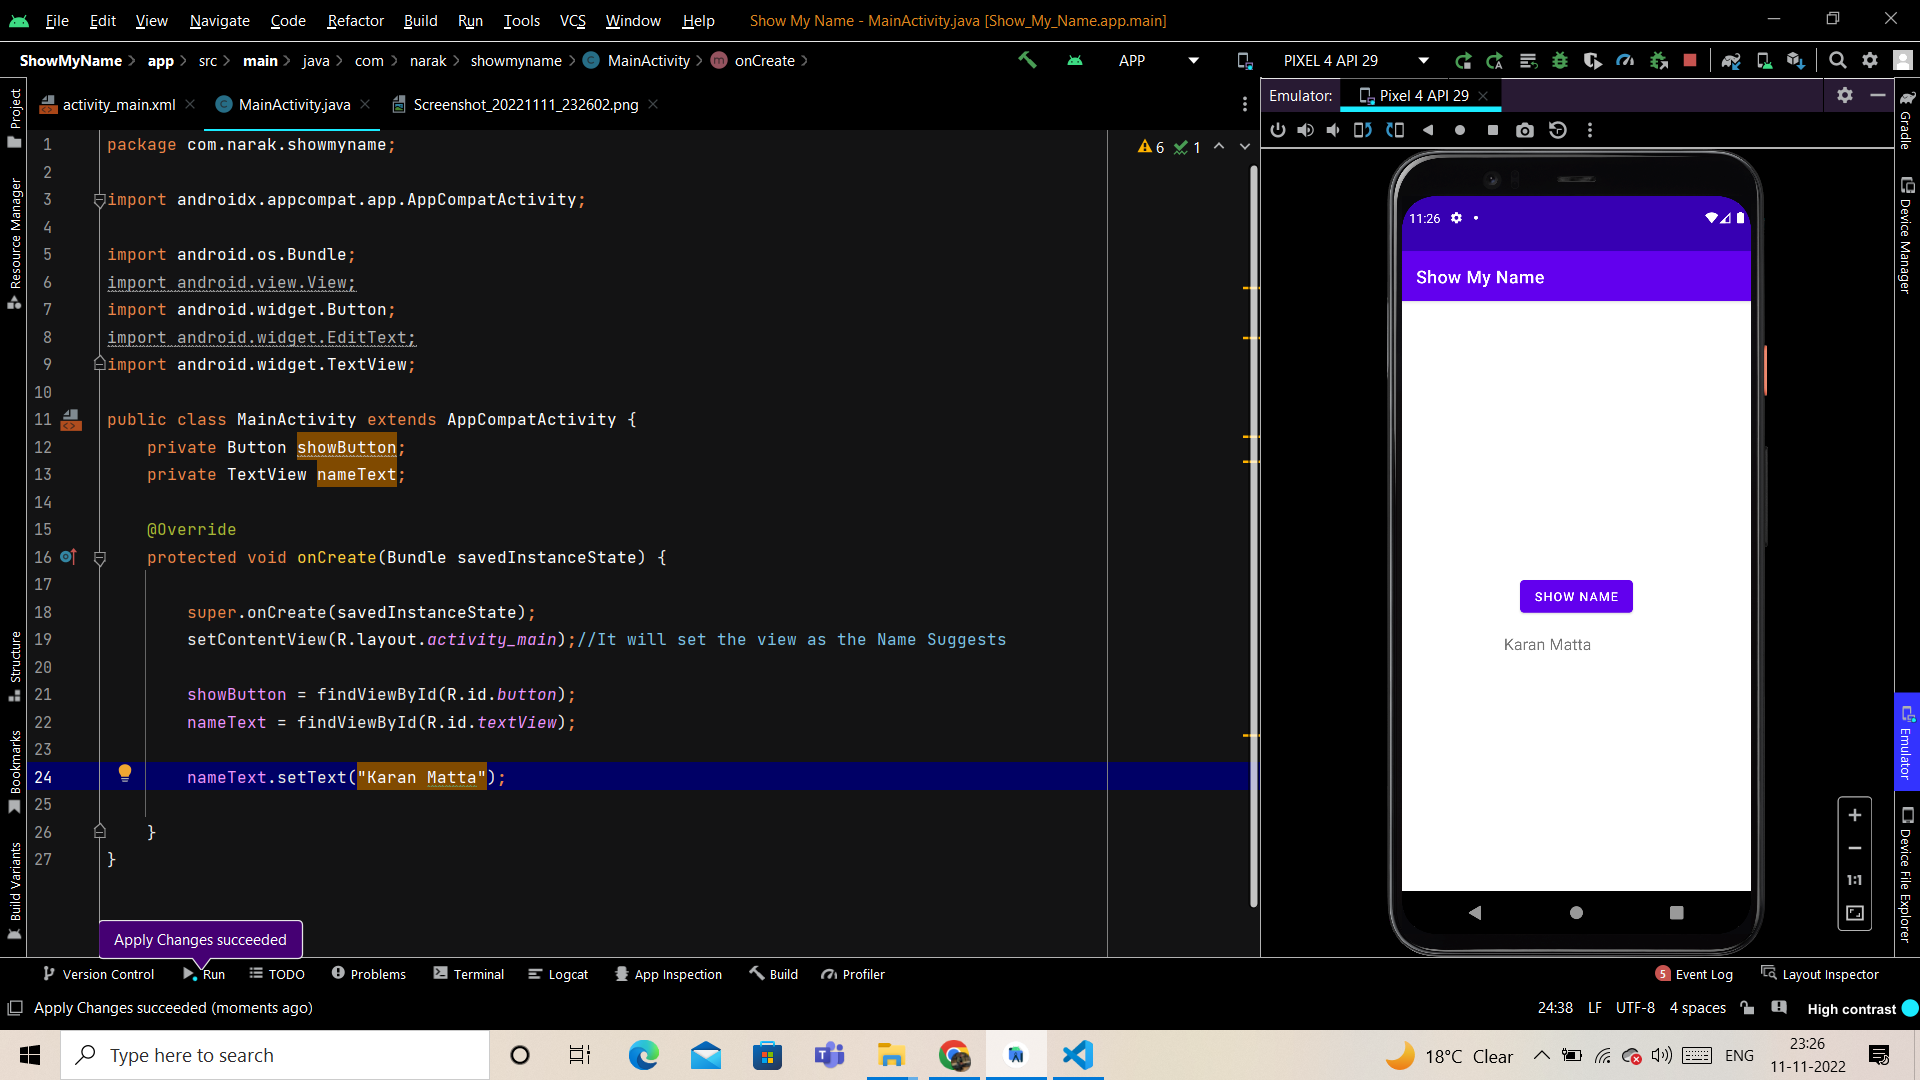 File Edit View Navigate Code Refactor Build Run Tools VCS Window Help Show My Name - MainActivity.java [Show_My_Name.app.main]
ShowMyName app src main java com narak showmyname MainActivity onCreate APP PIXEL 4 API 29
activity_main.xml MainActivity.java Screenshot_20221111_232602.png
Emulator: Pixel 4 API 29
Project
Resource Manager
Structure
Bookmarks
Build Variants
6 1
1 package com.narak.showmyname;
2
3 import androidx.appcompat.app.AppCompatActivity;
4
5 import android.os.Bundle;
6 import android.view.View;
7 import android.widget.Button;
8 import android.widget.EditText;
9 import android.widget.TextView;
10
11 public class MainActivity extends AppCompatActivity {
12 private Button showButton;
13 private TextView nameText;
14
15 @Override
16 protected void onCreate(Bundle savedInstanceState) {
17
18 super.onCreate(savedInstanceState);
19 setContentView(R.layout.activity_main);//It will set the view as the Name Suggests
20
21 showButton = findViewById(R.id.button);
22 nameText = findViewById(R.id.textView);
23
24 nameText.setText("Karan Matta");
25
26 }
27 }
11:26
Show My Name
SHOW NAME
Karan Matta
1:1
Gradle
Device Manager
Emulator
Device File Explorer
Apply Changes succeeded
Version Control Run TODO Problems Terminal Logcat App Inspection Build Profiler 5 Event Log Layout Inspector
Apply Changes succeeded (moments ago) 24:38 LF UTF-8 4 spaces High contrast
Type here to search 18°C Clear ENG 23:26
11-11-2022